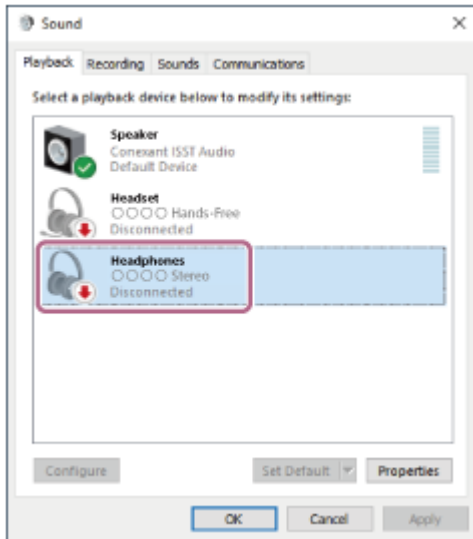 Sound
Playback Recording Sounds Communications
Select a playback device below to modify its settings:
Speaker
Conexant ISST Audio
Default Device
Headset
○○○○ Hands-Free
Disconnected
Headphones
○○○○ Stereo
Disconnected
Configure Set Default Properties
OK Cancel Apply